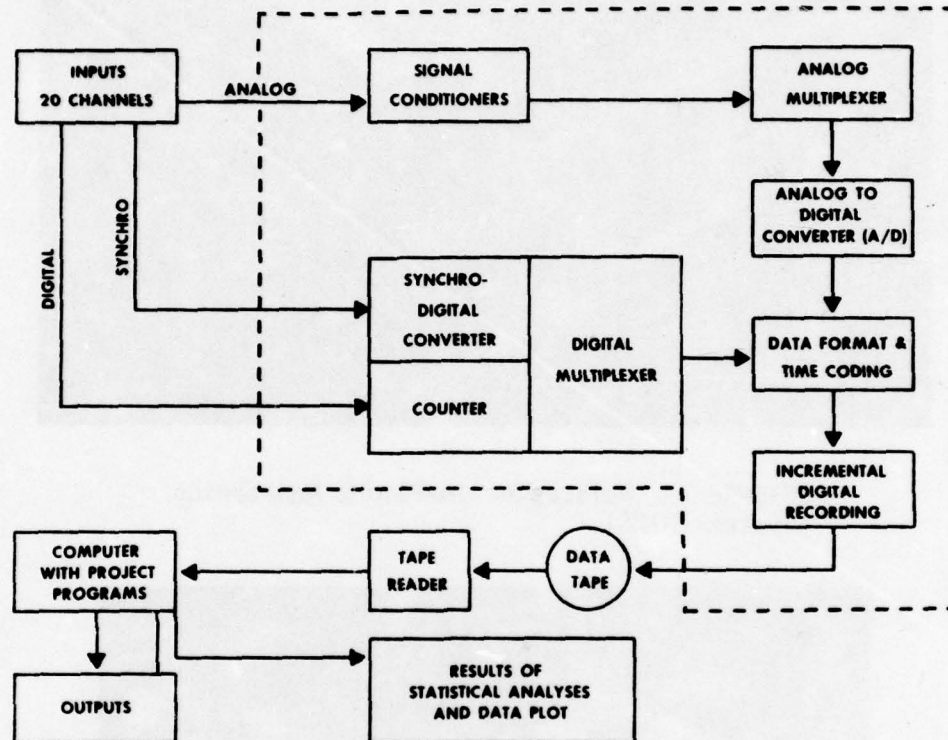 INPUTS
20 CHANNELS
ANALOG
SIGNAL
CONDITIONERS
ANALOG
MULTIPLEXER
ANALOG TO
DIGITAL
CONVERTER (A/D)
DIGITAL
SYNCHRO
SYNCHRO-
DIGITAL
CONVERTER
COUNTER
DIGITAL
MULTIPLEXER
DATA FORMAT &
TIME CODING
INCREMENTAL
DIGITAL
RECORDING
COMPUTER
WITH PROJECT
PROGRAMS
TAPE
READER
DATA
TAPE
OUTPUTS
RESULTS OF
STATISTICAL ANALYSES
AND DATA PLOT